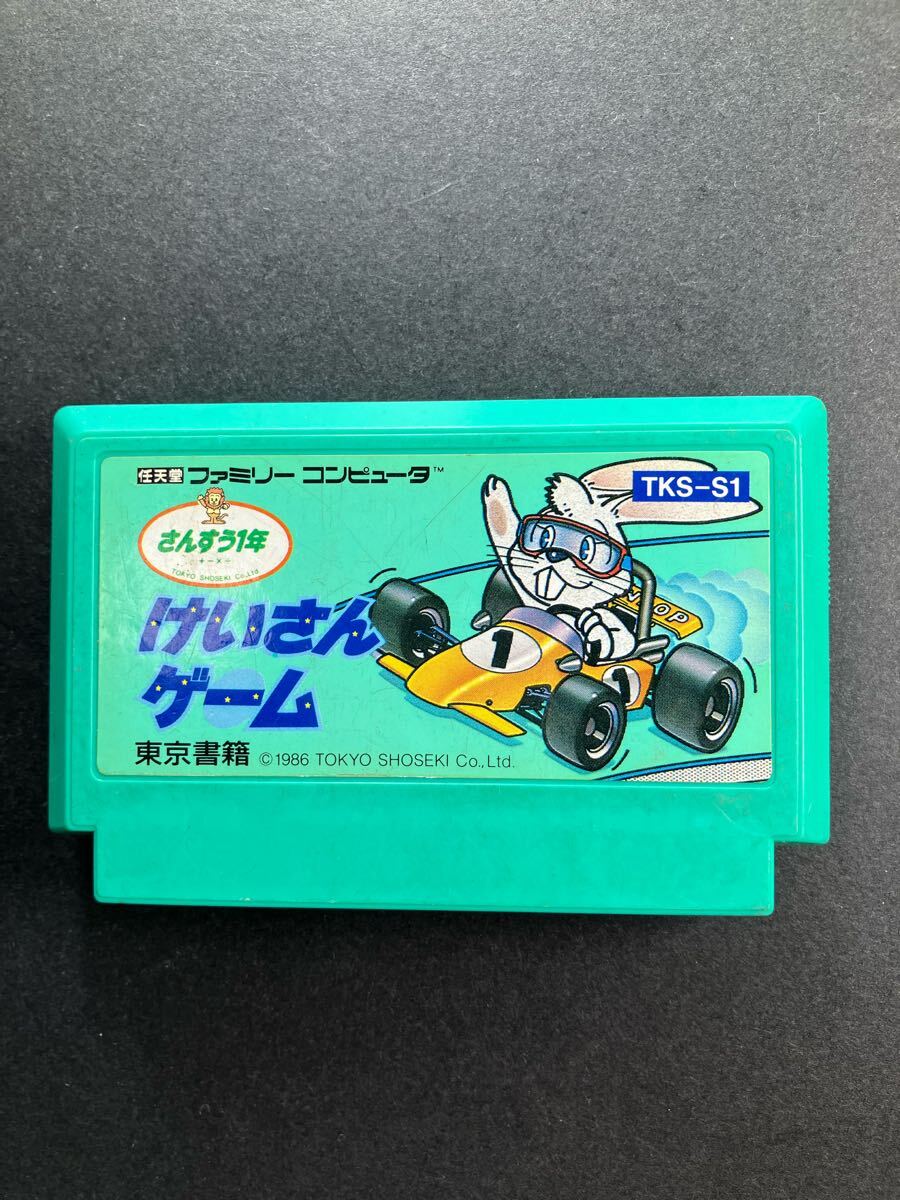 任天堂 ファミリー コンピュータ™
TKS-S1
さんすう1年
+-×÷
TOKYO SHOSEKI Co., Ltd.
けいさん
ゲーム
東京書籍 ©1986 TOKYO SHOSEKI Co., Ltd.
1
1